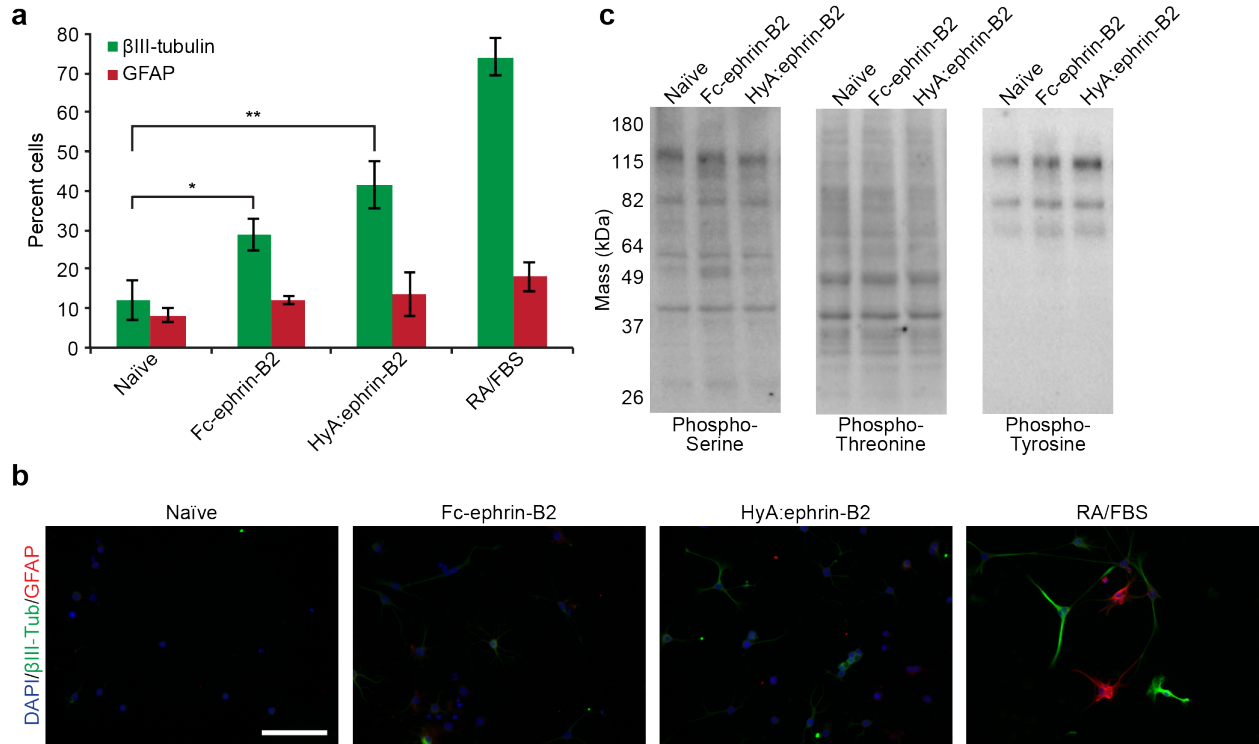 a
80
70
60
50
40
30
20
10
0
Percent cells
βIII-tubulin
GFAP
*
**
Naïve
Fc-ephrin-B2
HyA:ephrin-B2
RA/FBS
c
Naïve
Fc-ephrin-B2
HyA:ephrin-B2
Naïve
Fc-ephrin-B2
HyA:ephrin-B2
Naïve
Fc-ephrin-B2
HyA:ephrin-B2
Mass (kDa)
180
115
82
64
49
37
26
Phospho-
Serine
Phospho-
Threonine
Phospho-
Tyrosine
b
Naïve
Fc-ephrin-B2
HyA:ephrin-B2
RA/FBS
DAPI/βIII-Tub/GFAP